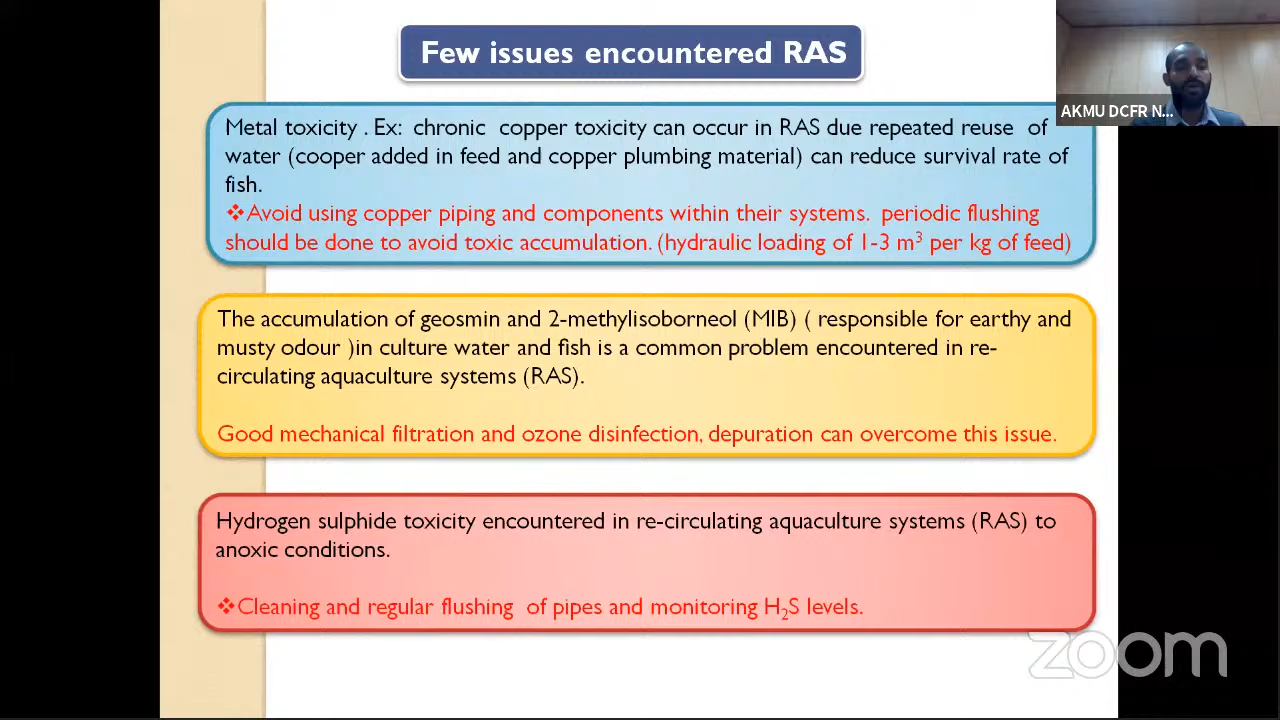 Few issues encountered RAS
AKMU DCFR N...
Metal toxicity . Ex: chronic copper toxicity can occur in RAS due repeated reuse of
water (cooper added in feed and copper plumbing material) can reduce survival rate of
fish.
❖Avoid using copper piping and components within their systems. periodic flushing
should be done to avoid toxic accumulation. (hydraulic loading of 1-3 m³ per kg of feed)
The accumulation of geosmin and 2-methylisoborneol (MIB) ( responsible for earthy and
musty odour )in culture water and fish is a common problem encountered in re-
circulating aquaculture systems (RAS).
Good mechanical filtration and ozone disinfection, depuration can overcome this issue.
Hydrogen sulphide toxicity encountered in re-circulating aquaculture systems (RAS) to
anoxic conditions.
❖Cleaning and regular flushing of pipes and monitoring H₂S levels.
zoom